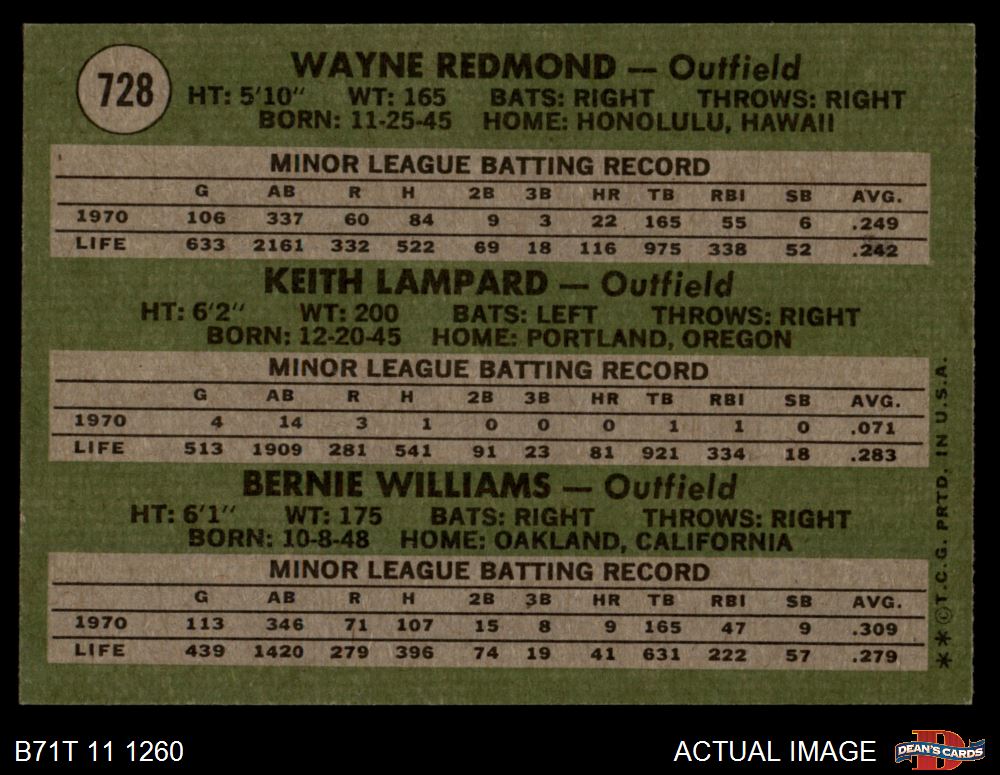 728
WAYNE REDMOND — Outfield
HT: 5'10" WT: 165 BATS: RIGHT THROWS: RIGHT
BORN: 11-25-45 HOME: HONOLULU, HAWAII
MINOR LEAGUE BATTING RECORD
G AB R H 2B 3B HR TB RBI SB AVG.
1970 106 337 60 84 9 3 22 165 55 6 .249
LIFE 633 2161 332 522 69 18 116 975 338 52 .242
KEITH LAMPARD — Outfield
HT: 6'2" WT: 200 BATS: LEFT THROWS: RIGHT
BORN: 12-20-45 HOME: PORTLAND, OREGON
MINOR LEAGUE BATTING RECORD
G AB R H 2B 3B HR TB RBI SB AVG.
1970 4 14 3 1 0 0 0 1 1 0 .071
LIFE 513 1909 281 541 91 23 81 921 334 18 .283
BERNIE WILLIAMS — Outfield
HT: 6'1" WT: 175 BATS: RIGHT THROWS: RIGHT
BORN: 10-8-48 HOME: OAKLAND, CALIFORNIA
MINOR LEAGUE BATTING RECORD
G AB R H 2B 3B HR TB RBI SB AVG.
1970 113 346 71 107 15 8 9 165 47 9 .309
LIFE 439 1420 279 396 74 19 41 631 222 57 .279
**©T.C.G. PRTD. IN U.S.A.
B71T 11 1260
ACTUAL IMAGE
DEAN'S CARDS